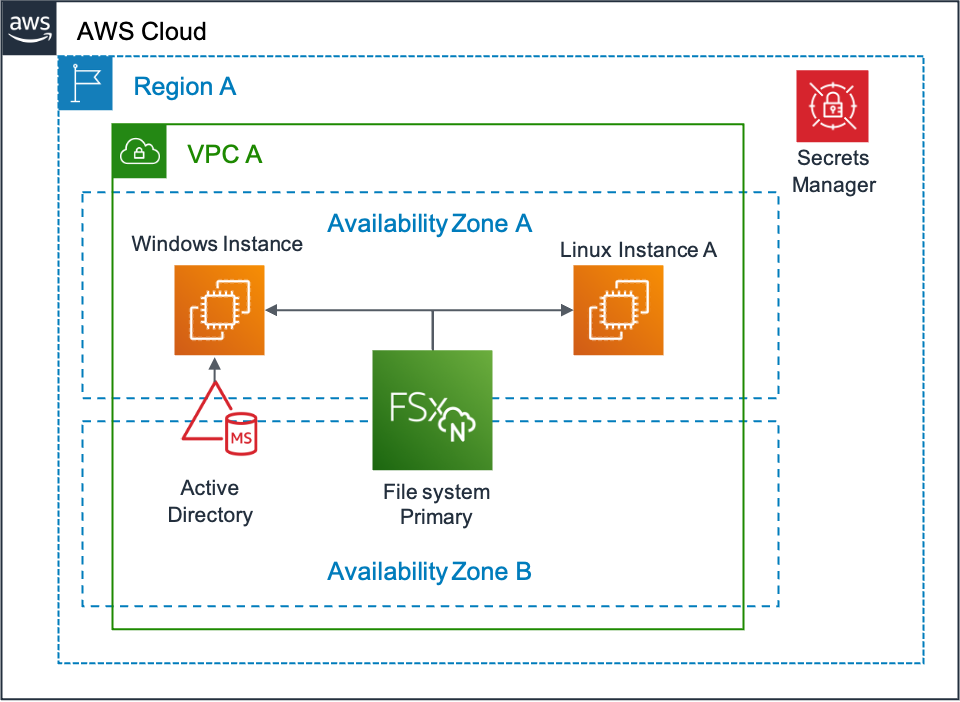 aws
AWS Cloud
Region A
Secrets
Manager
VPC A
Availability Zone A
Windows Instance
Linux Instance A
FSx
N
MS
Active
Directory
File system
Primary
Availability Zone B